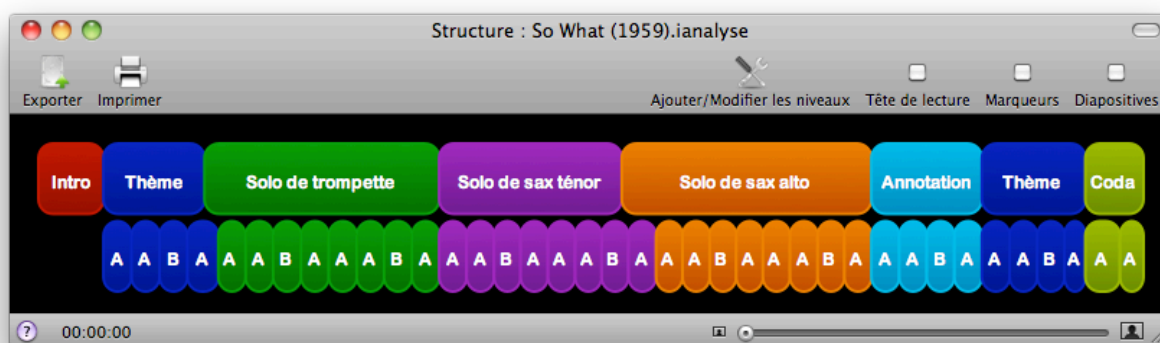 Structure : So What (1959).ianalyse
Exporter Imprimer Ajouter/Modifier les niveaux Tête de lecture Marqueurs Diapositives
Intro Thème Solo de trompette Solo de sax ténor Solo de sax alto Annotation Thème Coda
A A B A A A B A A A B A A A B A A A B A A A B A A A B A A A B A A A B A A A
? 00:00:00